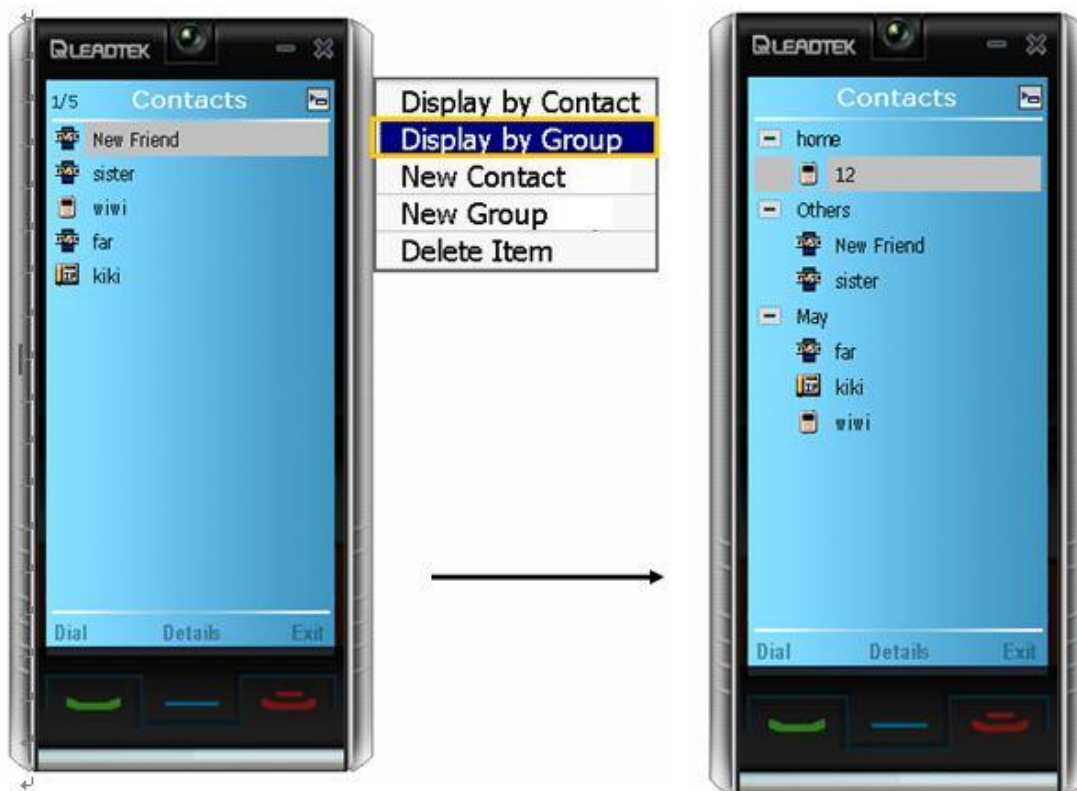 QLEADTEK
1/5 Contacts
New Friend
sister
wiwi
far
kiki
Dial Details Exit
Display by Contact
Display by Group
New Contact
New Group
Delete Item
QLEADTEK
Contacts
home
12
Others
New Friend
sister
May
far
kiki
wiwi
Dial Details Exit